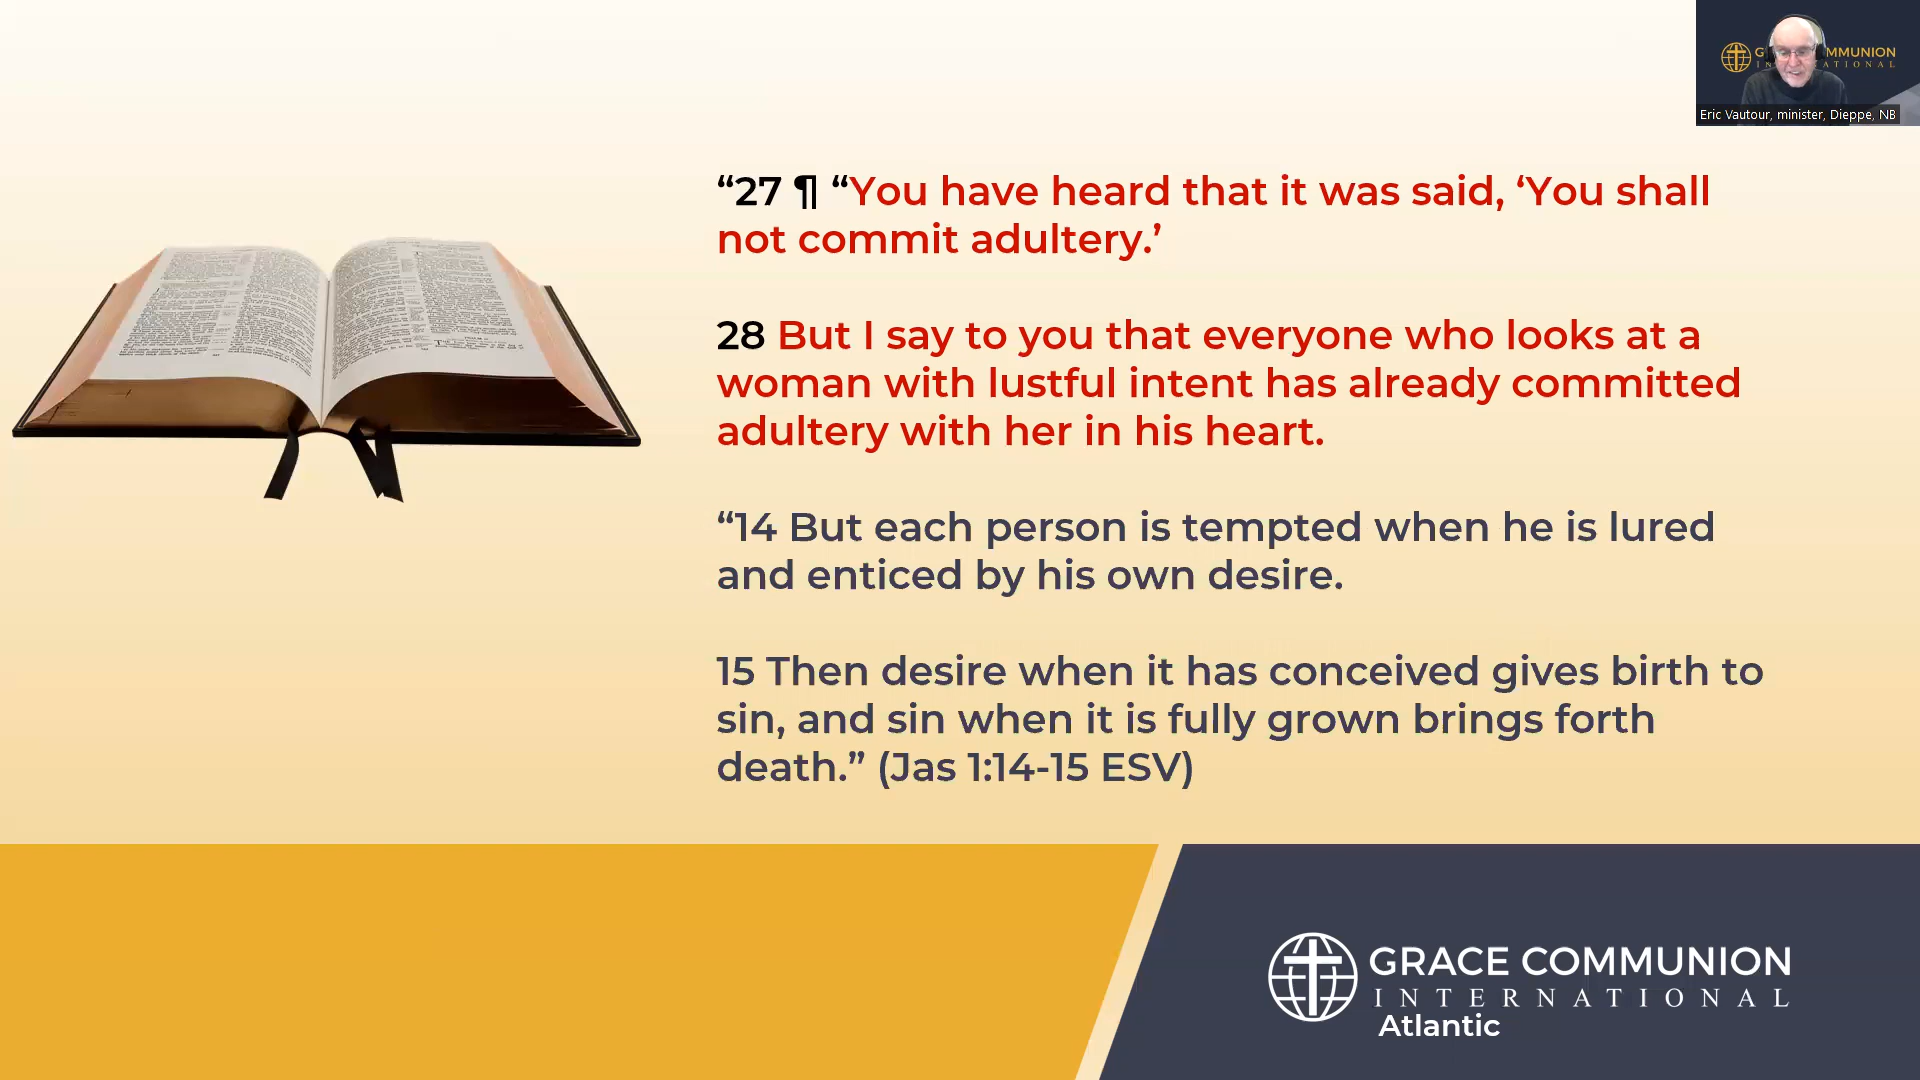 GRACE COMMUNION
Eric Vautour, minister, Dieppe, NB
“27 ¶ “You have heard that it was said, ‘You shall
not commit adultery.’
28 But I say to you that everyone who looks at a
woman with lustful intent has already committed
adultery with her in his heart.
“14 But each person is tempted when he is lured
and enticed by his own desire.
15 Then desire when it has conceived gives birth to
sin, and sin when it is fully grown brings forth
death.” (Jas 1:14-15 ESV)
GRACE COMMUNION
INTERNATIONAL
Atlantic